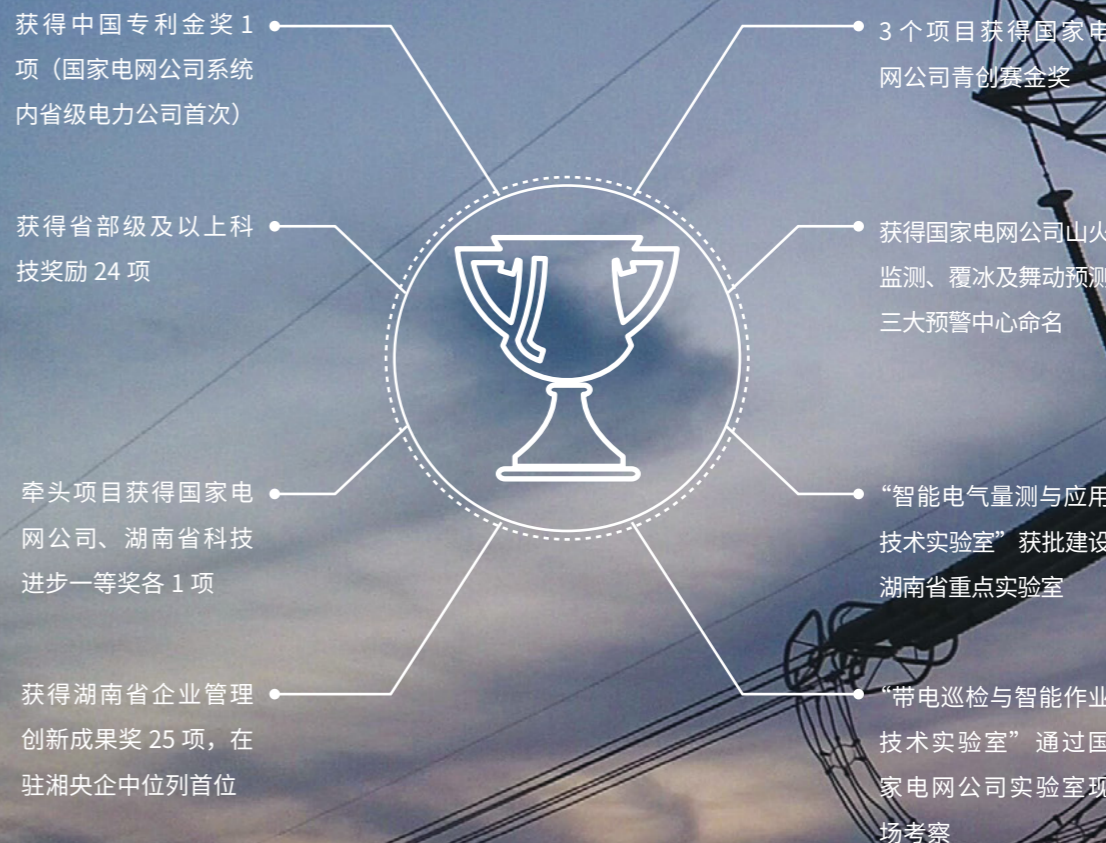 获得中国专利金奖 1
项（国家电网公司系统
内省级电力公司首次）
获得省部级及以上科
技奖励 24 项
牵头项目获得国家电
网公司、湖南省科技
进步一等奖各 1 项
获得湖南省企业管理
创新成果奖 25 项，在
驻湘央企中位列首位
3 个项目获得国家电
网公司青创赛金奖
获得国家电网公司山火
监测、覆冰及舞动预测
三大预警中心命名
“智能电气量测与应用
技术实验室”获批建设
湖南省重点实验室
“带电巡检与智能作业
技术实验室”通过国
家电网公司实验室现
场考察